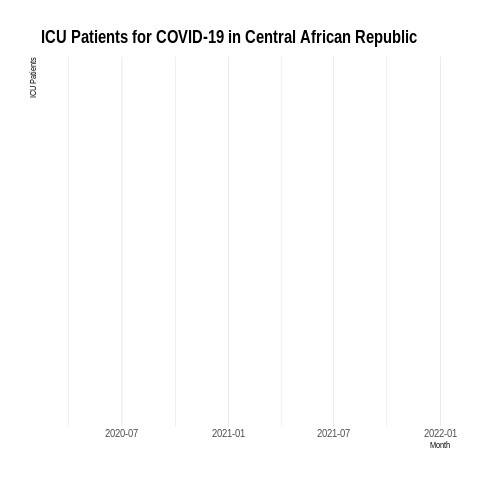 ICU Patients for COVID-19 in Central African Republic
ICU Patients
2020-07 2021-01 2021-07 2022-01
Month